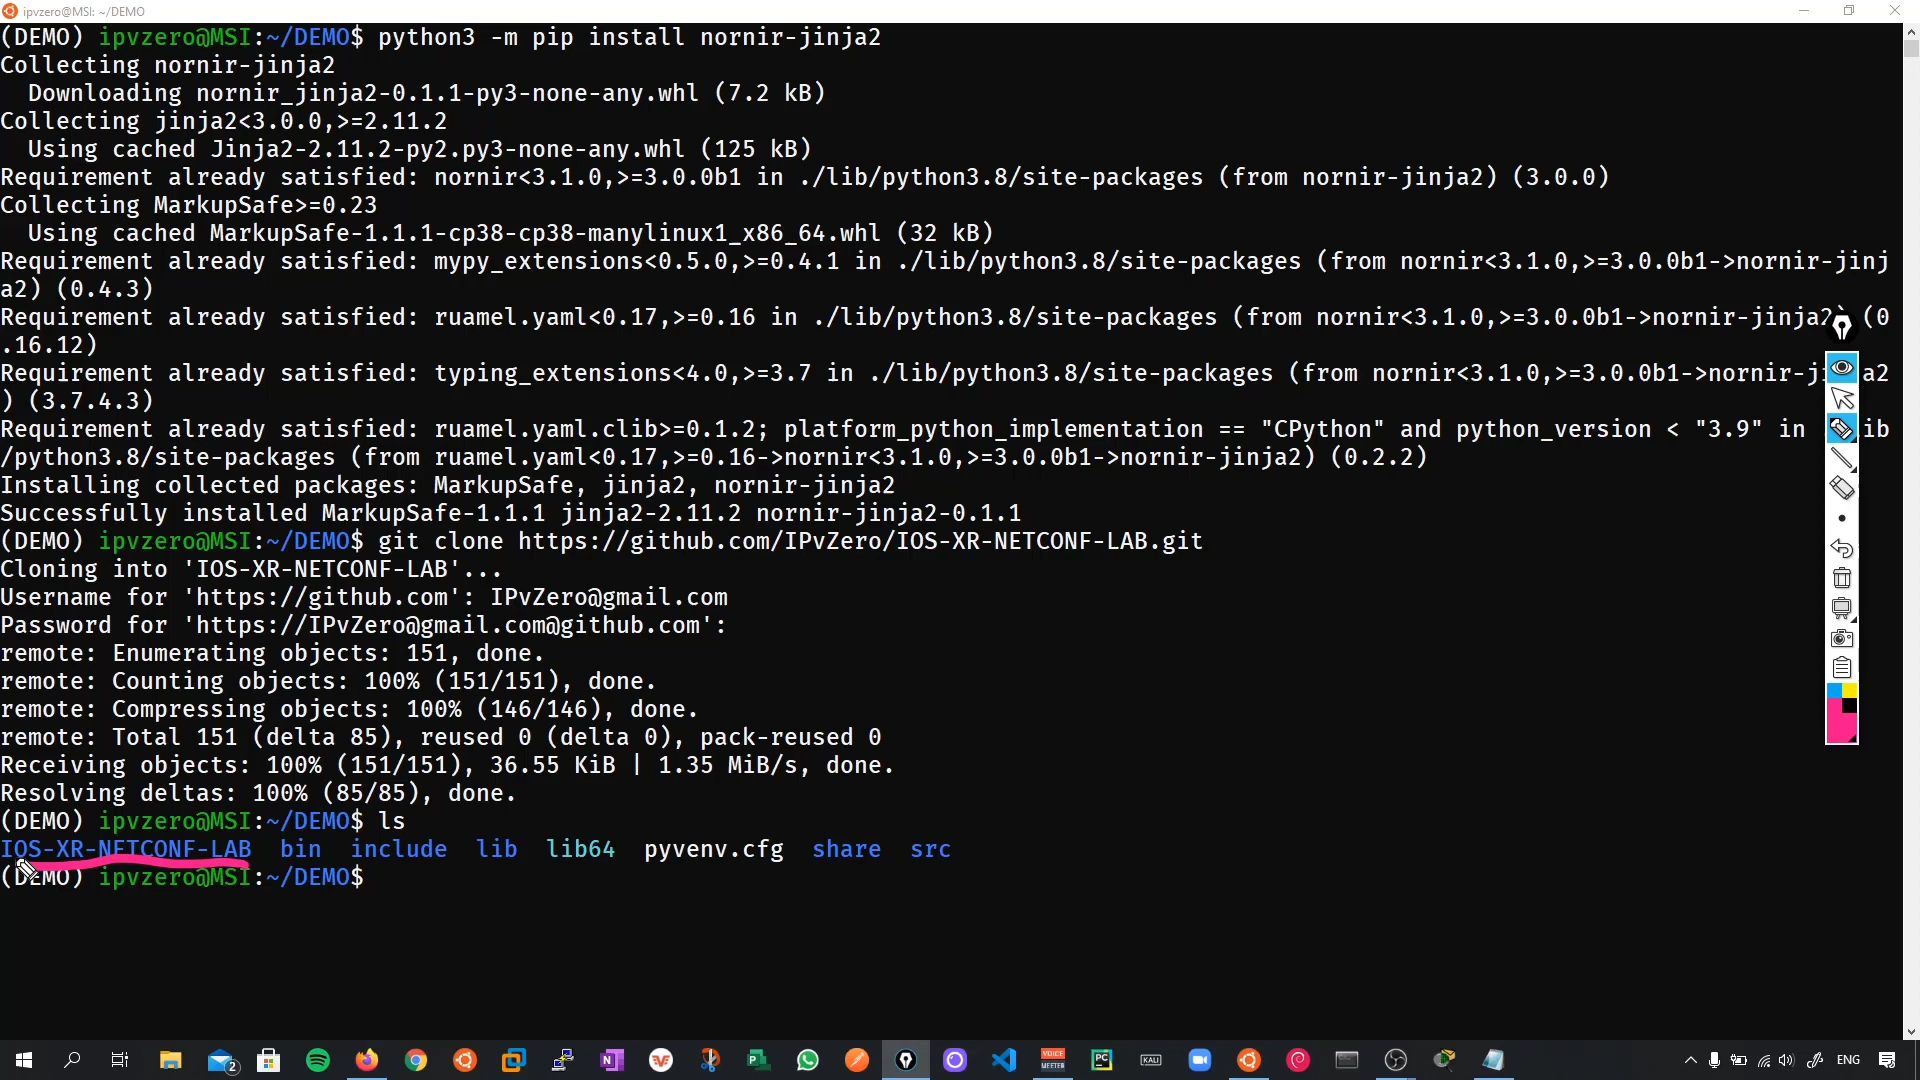 ipvzero@MSI: ~/DEMO
(DEMO) ipvzero@MSI:~/DEMO$ python3 -m pip install nornir-jinja2
Collecting nornir-jinja2
  Downloading nornir_jinja2-0.1.1-py3-none-any.whl (7.2 kB)
Collecting jinja2<3.0.0,>=2.11.2
  Using cached Jinja2-2.11.2-py2.py3-none-any.whl (125 kB)
Requirement already satisfied: nornir<3.1.0,>=3.0.0b1 in ./lib/python3.8/site-packages (from nornir-jinja2) (3.0.0)
Collecting MarkupSafe>=0.23
  Using cached MarkupSafe-1.1.1-cp38-cp38-manylinux1_x86_64.whl (32 kB)
Requirement already satisfied: mypy_extensions<0.5.0,>=0.4.1 in ./lib/python3.8/site-packages (from nornir<3.1.0,>=3.0.0b1->nornir-jinj
a2) (0.4.3)
Requirement already satisfied: ruamel.yaml<0.17,>=0.16 in ./lib/python3.8/site-packages (from nornir<3.1.0,>=3.0.0b1->nornir-jinja2) (0
.16.12)
Requirement already satisfied: typing_extensions<4.0,>=3.7 in ./lib/python3.8/site-packages (from nornir<3.1.0,>=3.0.0b1->nornir-j a2
) (3.7.4.3)
Requirement already satisfied: ruamel.yaml.clib>=0.1.2; platform_python_implementation == "CPython" and python_version < "3.9" in ib
/python3.8/site-packages (from ruamel.yaml<0.17,>=0.16->nornir<3.1.0,>=3.0.0b1->nornir-jinja2) (0.2.2)
Installing collected packages: MarkupSafe, jinja2, nornir-jinja2
Successfully installed MarkupSafe-1.1.1 jinja2-2.11.2 nornir-jinja2-0.1.1
(DEMO) ipvzero@MSI:~/DEMO$ git clone https://github.com/IPvZero/IOS-XR-NETCONF-LAB.git
Cloning into 'IOS-XR-NETCONF-LAB'...
Username for 'https://github.com': IPvZero@gmail.com
Password for 'https://IPvZero@gmail.com@github.com':
remote: Enumerating objects: 151, done.
remote: Counting objects: 100% (151/151), done.
remote: Compressing objects: 100% (146/146), done.
remote: Total 151 (delta 85), reused 0 (delta 0), pack-reused 0
Receiving objects: 100% (151/151), 36.55 KiB | 1.35 MiB/s, done.
Resolving deltas: 100% (85/85), done.
(DEMO) ipvzero@MSI:~/DEMO$ ls
IOS-XR-NETCONF-LAB  bin  include  lib  lib64  pyvenv.cfg  share  src
(DEMO) ipvzero@MSI:~/DEMO$
2
VOICE
MEETER
PC
KALI
ENG